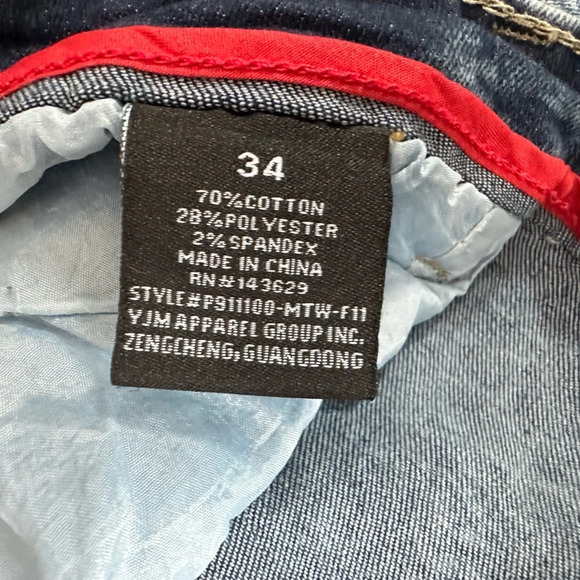 34
70%COTTON
28%POLYESTER
2%SPANDEX
MADE IN CHINA
RN#143629
STYLE#P911100-MTW-F11
YJM APPAREL GROUP INC.
ZENGCHENG,GUANGDONG